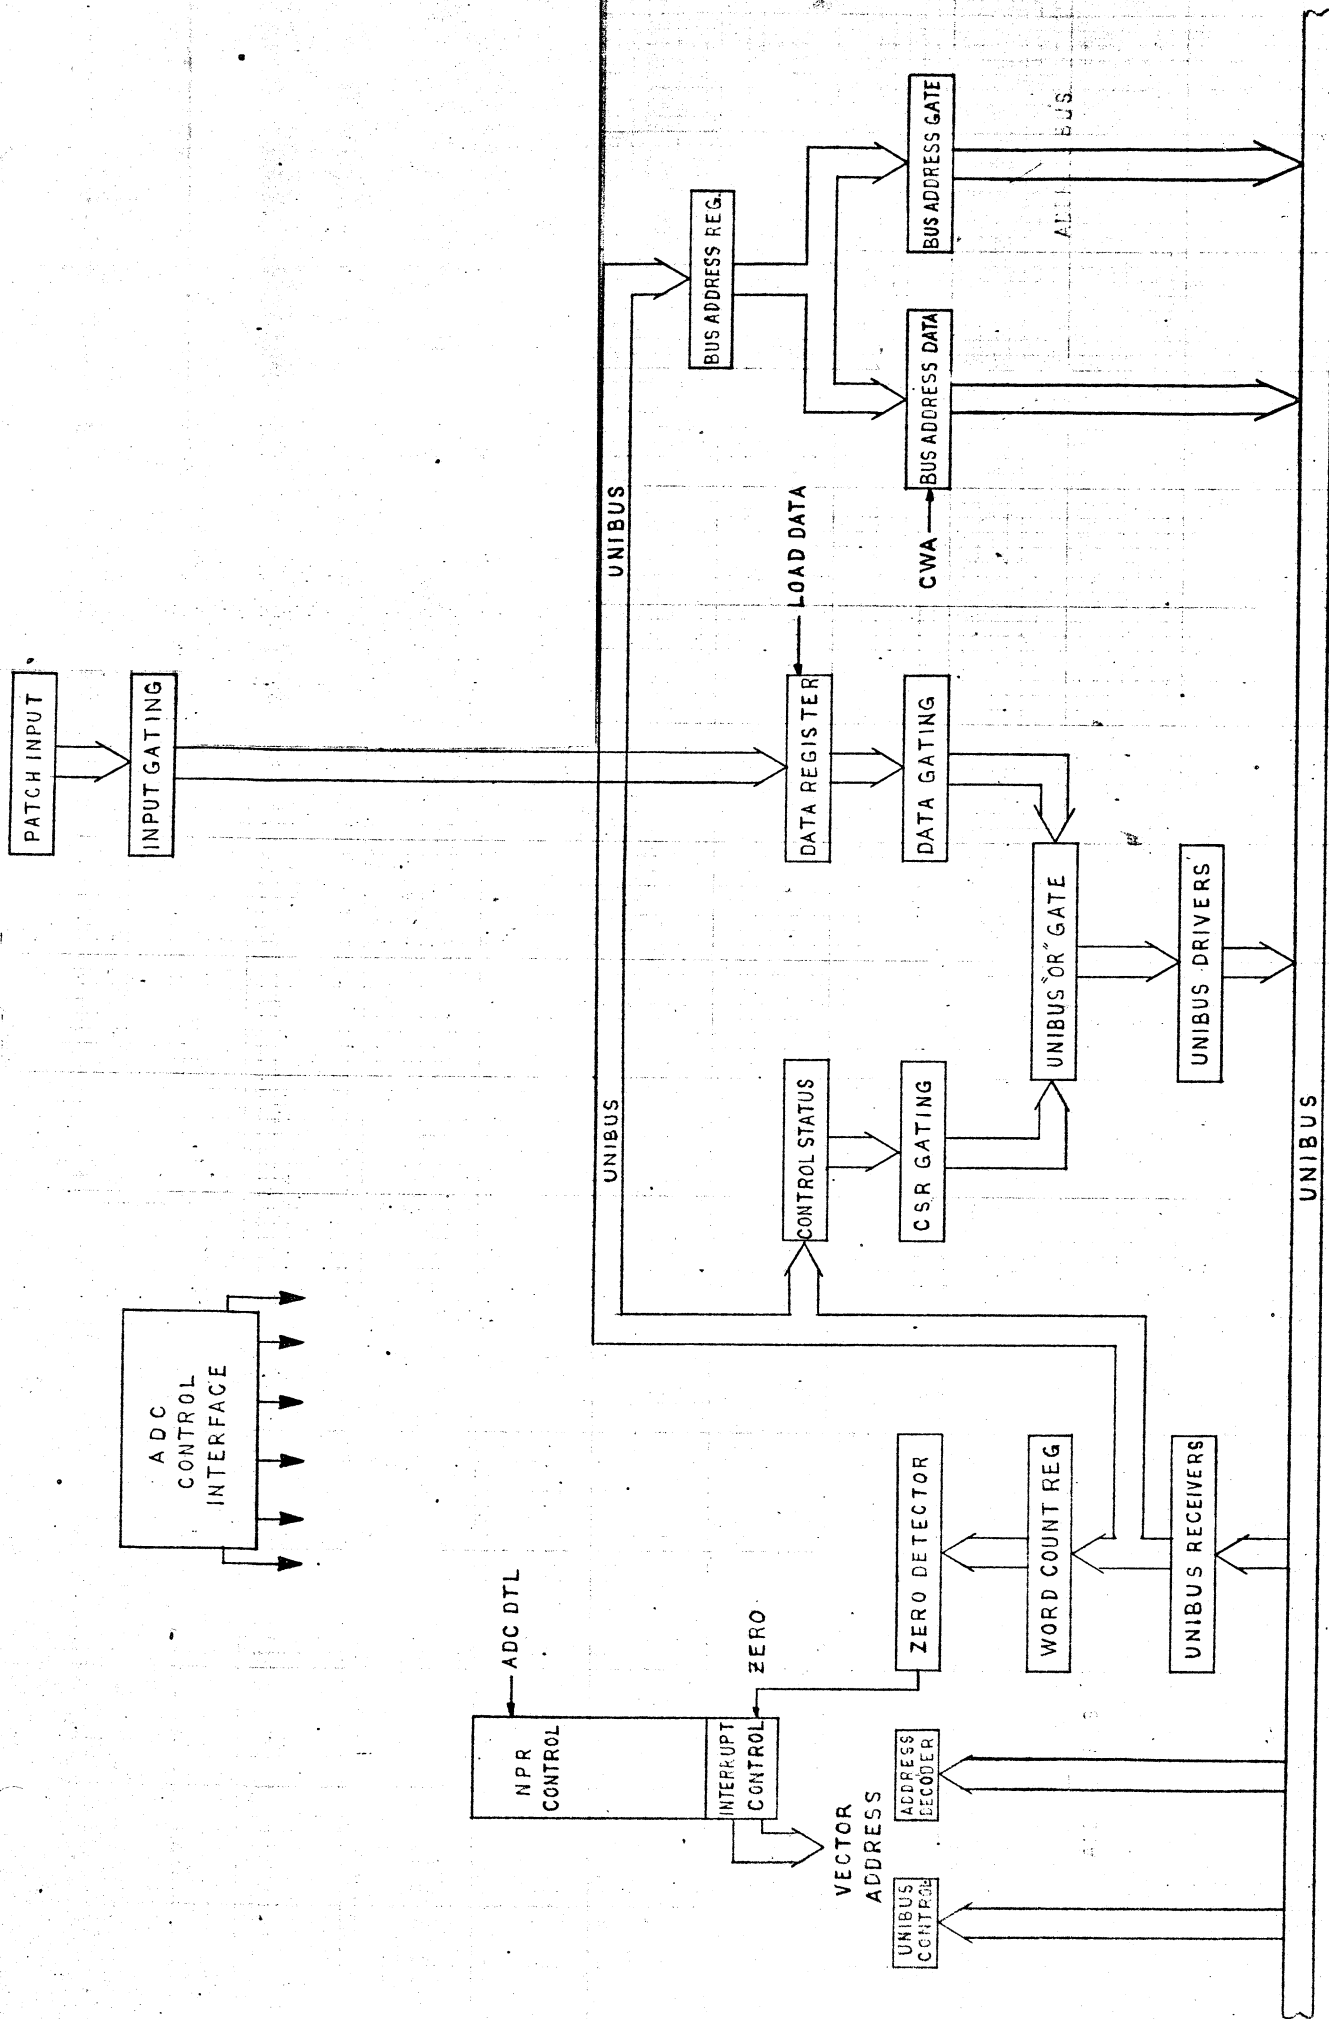 PATCH INPUT
INPUT GATING
ADC
CONTROL
INTERFACE
UNIBUS
UNIBUS
BUS ADDRESS REG.
LOAD DATA
DATA REGISTER
CONTROL STATUS
ADC DTL
NPR
CONTROL
INTERRUPT
CONTROL
ZERO
VECTOR
ADDRESS
UNIBUS
CONTROL
ADDRESS
DECODER
ZERO DETECTOR
CSR GATING
DATA GATING
CWA
BUS ADDRESS DATA
BUS ADDRESS GATE
WORD COUNT REG
UNIBUS "OR" GATE
UNIBUS RECEIVERS
UNIBUS DRIVERS
UNIBUS